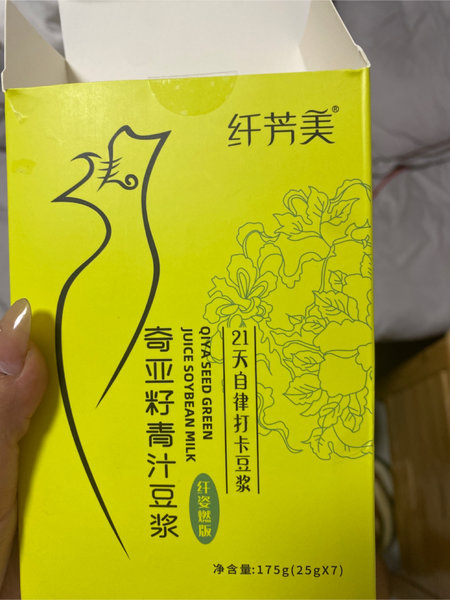 纤芳美®
21天自律打卡豆浆
QIYA SEED GREEN
JUICE SOYBEAN MILK
奇亚籽青汁豆浆
纤姿燃版
净含量:175g(25gX7)